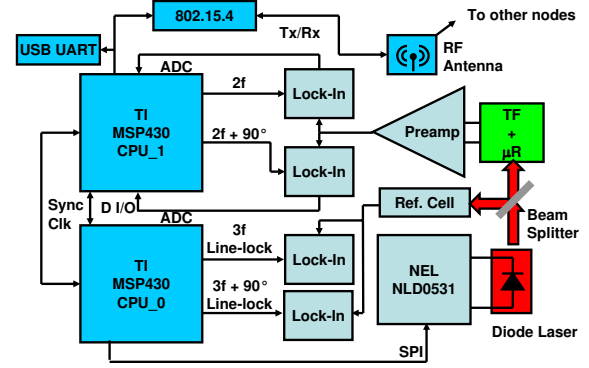 802.15.4
To other nodes
USB UART
Tx/Rx
RF
Antenna
ADC
2f
Lock-In
TI
MSP430
CPU_1
2f + 90°
Lock-In
Preamp
TF
+
µR
Sync
Clk
D I/O
ADC
Ref. Cell
Beam
Splitter
3f
Line-lock
Lock-In
TI
MSP430
CPU_0
3f + 90°
Line-lock
Lock-In
NEL
NLD0531
Diode Laser
SPI